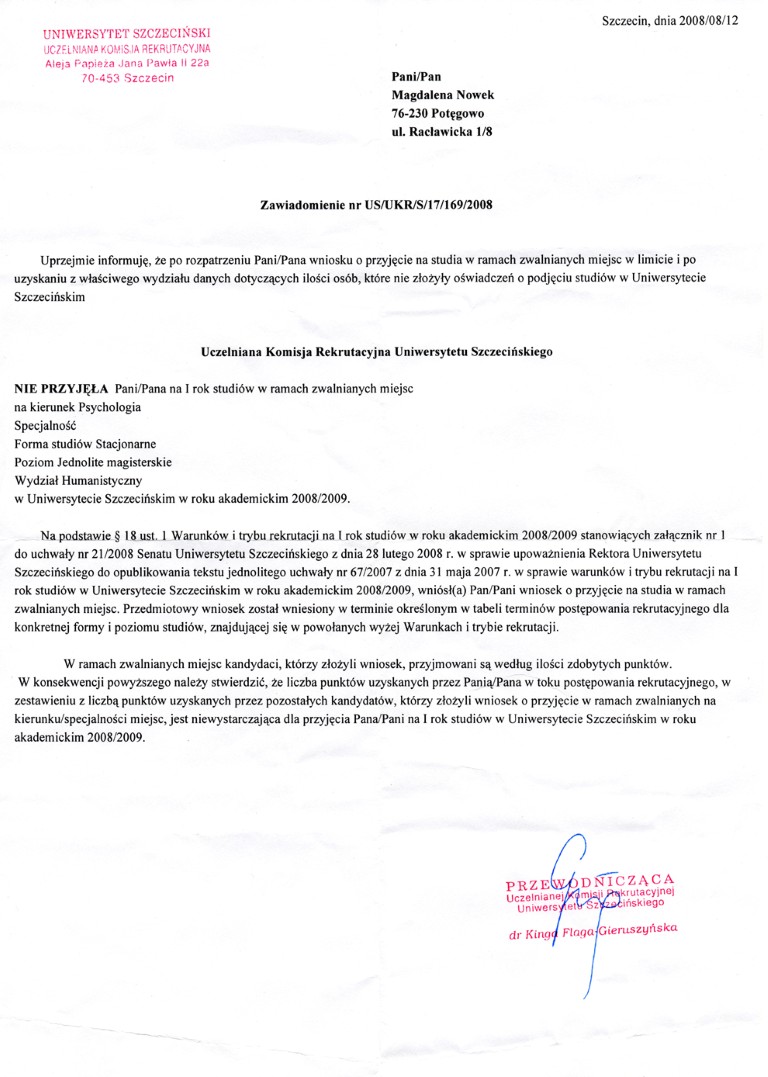 Szczecin, dnia 2008/08/12
UNIWERSYTET SZCZECIŃSKI
UCZELNIANA KOMISJA REKRUTACYJNA
Aleja Papieża Jana Pawła II 22a
70-453 Szczecin
Pani/Pan
Magdalena Nowek
76-230 Potęgowo
ul. Racławicka 1/8
Zawiadomienie nr US/UKR/S/17/169/2008
Uprzejmie informuję, że po rozpatrzeniu Pani/Pana wniosku o przyjęcie na studia w ramach zwalnianych miejsc w limicie i po
uzyskaniu z właściwego wydziału danych dotyczących ilości osób, które nie złożyły oświadczeń o podjęciu studiów w Uniwersytecie
Szczecińskim
Uczelniana Komisja Rekrutacyjna Uniwersytetu Szczecińskiego
NIE PRZYJĘŁA Pani/Pana na I rok studiów w ramach zwalnianych miejsc
na kierunek Psychologia
Specjalność
Forma studiów Stacjonarne
Poziom Jednolite magisterskie
Wydział Humanistyczny
w Uniwersytecie Szczecińskim w roku akademickim 2008/2009.
Na podstawie § 18 ust. 1 Warunków i trybu rekrutacji na I rok studiów w roku akademickim 2008/2009 stanowiących załącznik nr 1
do uchwały nr 21/2008 Senatu Uniwersytetu Szczecińskiego z dnia 28 lutego 2008 r. w sprawie upoważnienia Rektora Uniwersytetu
Szczecińskiego do opublikowania tekstu jednolitego uchwały nr 67/2007 z dnia 31 maja 2007 r. w sprawie warunków i trybu rekrutacji na I
rok studiów w Uniwersytecie Szczecińskim w roku akademickim 2008/2009, wniósł(a) Pan/Pani wniosek o przyjęcie na studia w ramach
zwalnianych miejsc. Przedmiotowy wniosek został wniesiony w terminie określonym w tabeli terminów postępowania rekrutacyjnego dla
konkretnej formy i poziomu studiów, znajdującej się w powołanych wyżej Warunkach i trybie rekrutacji.
W ramach zwalnianych miejsc kandydaci, którzy złożyli wniosek, przyjmowani są według ilości zdobytych punktów.
W konsekwencji powyższego należy stwierdzić, że liczba punktów uzyskanych przez Panią/Pana w toku postępowania rekrutacyjnego, w
zestawieniu z liczbą punktów uzyskanych przez pozostałych kandydatów, którzy złożyli wniosek o przyjęcie w ramach zwalnianych na
kierunku/specjalności miejsc, jest niewystarczająca dla przyjęcia Pana/Pani na I rok studiów w Uniwersytecie Szczecińskim w roku
akademickim 2008/2009.
PRZEWODNICZĄCA
Uczelnianej Komisji Rekrutacyjnej
Uniwersytetu Szczecińskiego
dr Kinga Flaga-Gieruszyńska